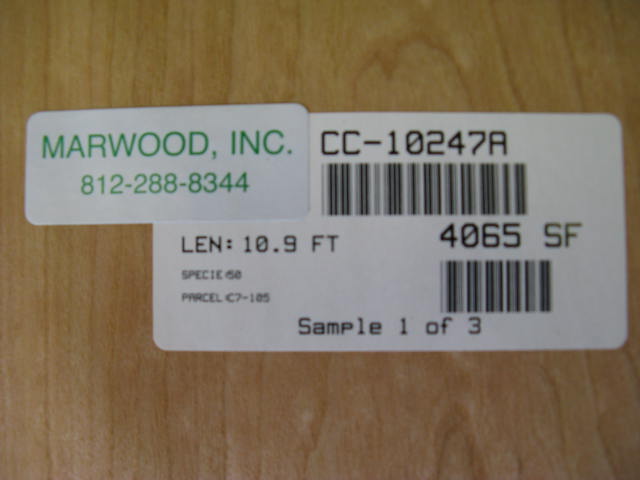 MARWOOD, INC.
812-288-8344
CC-10247A
LEN: 10.9 FT
4065 SF
SPECIE:50
PARCEL:C7-105
Sample 1 of 3